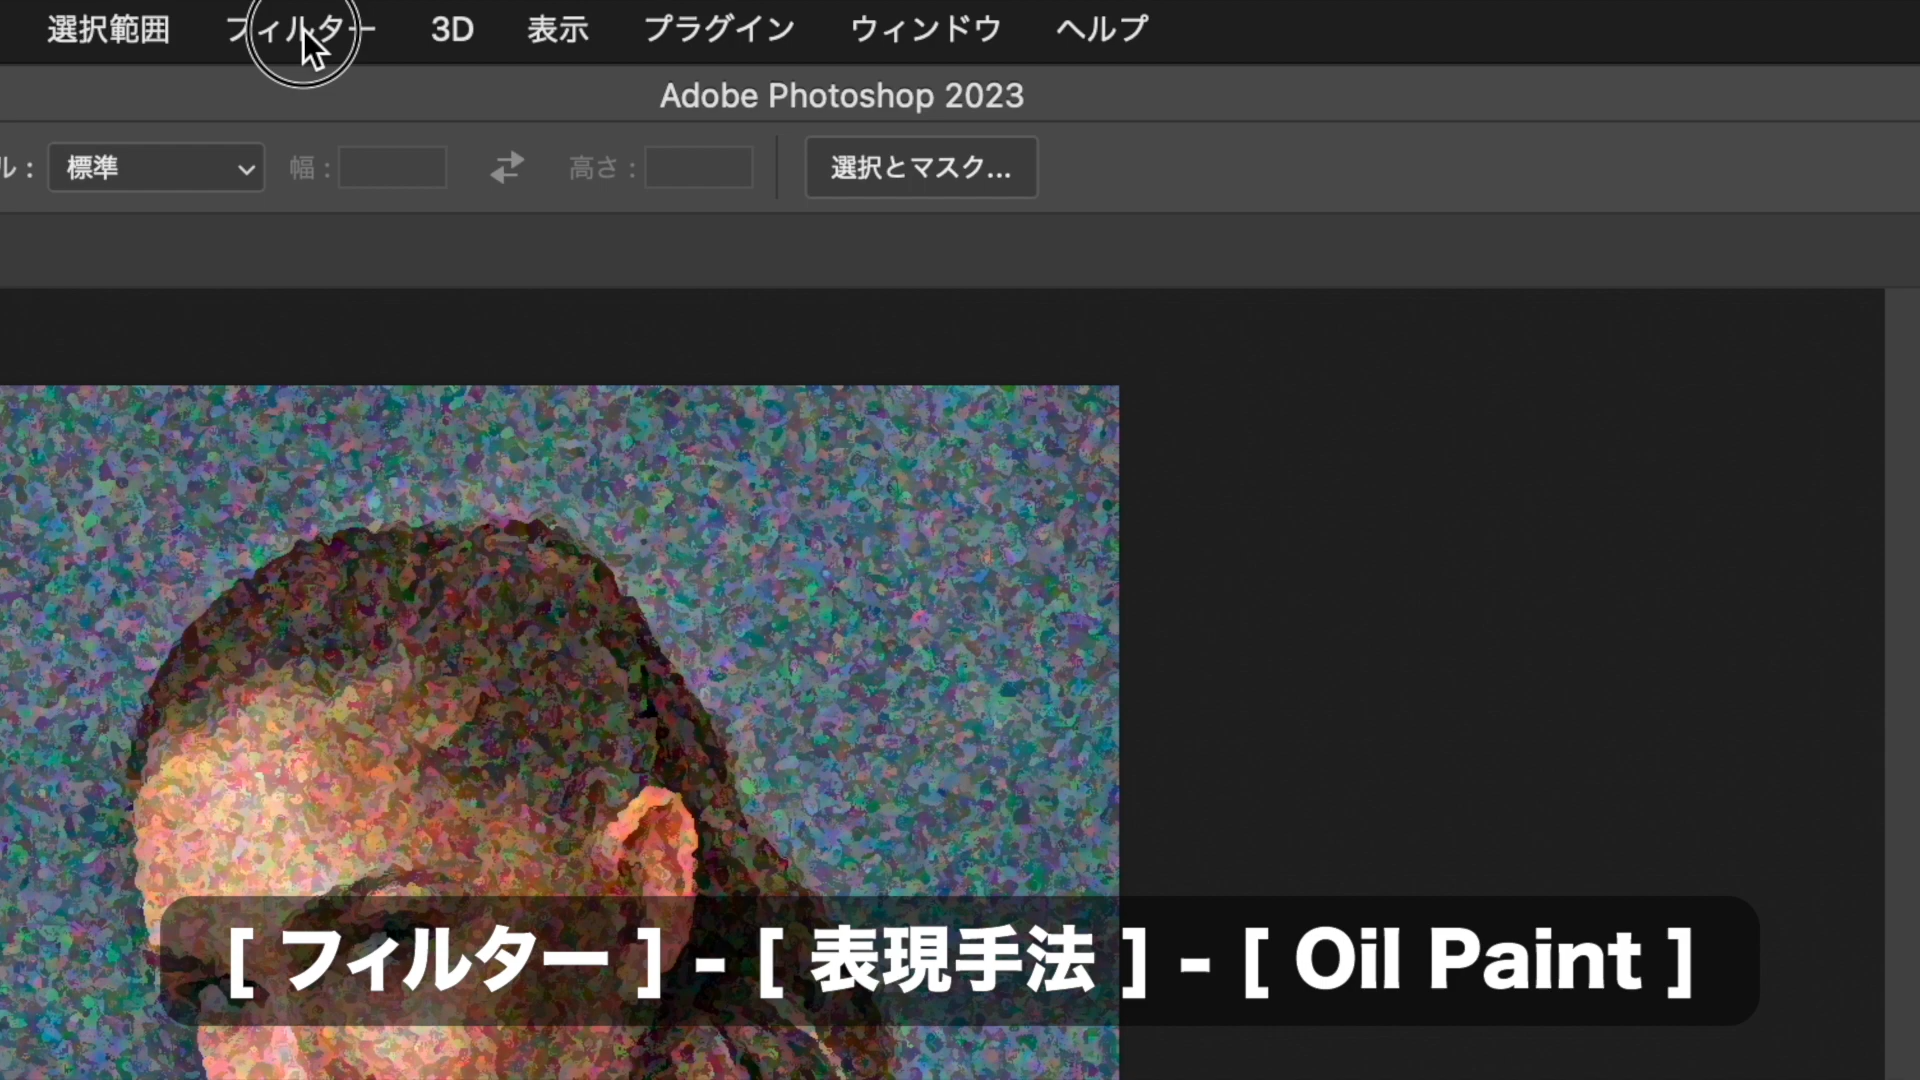 選択範囲 フィルター 3D 表示 プラグイン ウィンドウ ヘルプ
Adobe Photoshop 2023
ル : 標準 幅 : 高さ : 選択とマスク...
[ フィルター ] - [ 表現手法 ] - [ Oil Paint ]